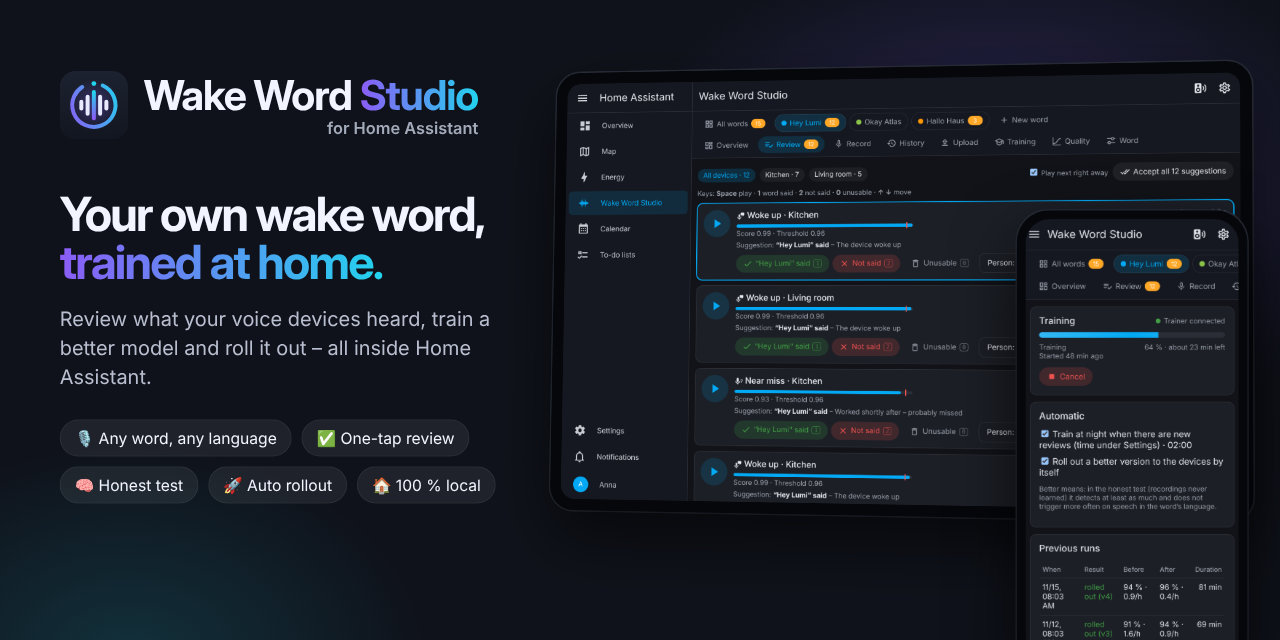 Wake Word Studio
for Home Assistant
Your own wake word,
trained at home.
Review what your voice devices heard, train a
better model and roll it out – all inside Home
Assistant.
🎙️ Any word, any language
✅ One-tap review
🧠 Honest test
🚀 Auto rollout
🏠 100 % local
Home Assistant
Overview
Map
Energy
Wake Word Studio
Calendar
To-do lists
Settings
Notifications
A Anna
Wake Word Studio
All words 15
Hey Lumi 12
Okay Atlas
Hallo Haus 3
+ New word
Overview
Review 12
Record
History
Upload
Training
Quality
Word
All devices · 12
Kitchen · 7
Living room · 5
Play next right away
Accept all 12 suggestions
Keys: Space play · 1 word said · 2 not said · 0 unusable · ↑ ↓ move
Woke up · Kitchen
Score 0.99 · Threshold 0.96
Suggestion: "Hey Lumi" said – The device woke up
"Hey Lumi" said 1
Not said 2
Unusable 0
Person:
Woke up · Living room
Score 0.99 · Threshold 0.96
Suggestion: "Hey Lumi" said – The device woke up
"Hey Lumi" said 1
Not said 2
Unusable 0
Person:
Near miss · Kitchen
Score 0.93 · Threshold 0.96
Suggestion: "Hey Lumi" said – Worked shortly after – probably missed
"Hey Lumi" said 1
Not said 2
Unusable 0
Person:
Woke up · Kitchen
Score 0.99 · Threshold 0.96
Suggestion: "Hey Lumi" said – The device woke up
Wake Word Studio
All words 15
Hey Lumi 12
Okay Atl
Overview
Review 12
Record
Training
Trainer connected
Training
64 % · about 23 min left
Started 48 min ago
Cancel
Automatic
Train at night when there are new
reviews (time under Settings) · 02:00
Roll out a better version to the devices by
itself
Better means: in the honest test (recordings never
learned) it detects at least as much and does not
trigger more often on speech in the word's language.
Previous runs
When Result Before After Duration
11/15, rolled 94 % · 96 % · 81 min
08:03 out (v4) 0.9/h 0.4/h
AM
11/12, rolled 91 % · 94 % · 69 min
08:03 out (v3) 1.6/h 0.9/h